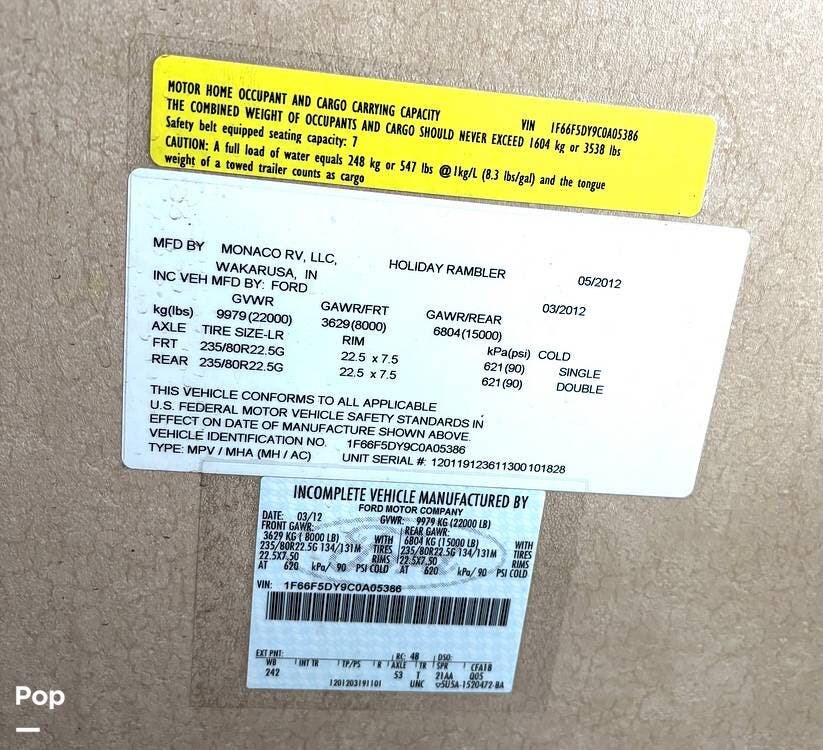 MOTOR HOME OCCUPANT AND CARGO CARRYING CAPACITY
VIN 1F66F5DY9C0A05386
THE COMBINED WEIGHT OF OCCUPANTS AND CARGO SHOULD NEVER EXCEED 1604 kg or 3538 lbs
Safety belt equipped seating capacity: 7
CAUTION: A full load of water equals 248 kg or 547 lbs @ 1kg/L (8.3 lbs/gal) and the tongue
weight of a towed trailer counts as cargo
MFD BY MONACO RV, LLC, HOLIDAY RAMBLER 05/2012
WAKARUSA, IN
INC VEH MFD BY: FORD 03/2012
GVWR GAWR/FRT GAWR/REAR
kg(lbs) 9979(22000) 3629(8000) 6804(15000)
AXLE TIRE SIZE-LR RIM kPa(psi) COLD
FRT 235/80R22.5G 22.5 x 7.5 621(90) SINGLE
REAR 235/80R22.5G 22.5 x 7.5 621(90) DOUBLE
THIS VEHICLE CONFORMS TO ALL APPLICABLE
U.S. FEDERAL MOTOR VEHICLE SAFETY STANDARDS IN
EFFECT ON DATE OF MANUFACTURE SHOWN ABOVE.
VEHICLE IDENTIFICATION NO. 1F66F5DY9C0A05386
TYPE: MPV / MHA (MH / AC) UNIT SERIAL #: 120119123611300101828
INCOMPLETE VEHICLE MANUFACTURED BY
FORD MOTOR COMPANY
DATE: 03/12 GVWR: 9979 KG (22000 LB)
FRONT GAWR: REAR GAWR:
3629 KG ( 8000 LB) WITH 6804 KG (15000 LB) WITH
235/80R22.5G 134/131M TIRES 235/80R22.5G 134/131M TIRES
22.5X7.50 RIMS 22.5X7.50 RIMS
AT 620 kPa/ 90 PSI COLD AT 620 kPa/ 90 PSI COLD
VIN: 1F66F5DY9C0A05386
EXT PNT: RC: 48 DSO:
WB INT TR TP/PS R AXLE TR SPR CFA18
242 53 T 21AA 005
1201203191101 UNC
Pop